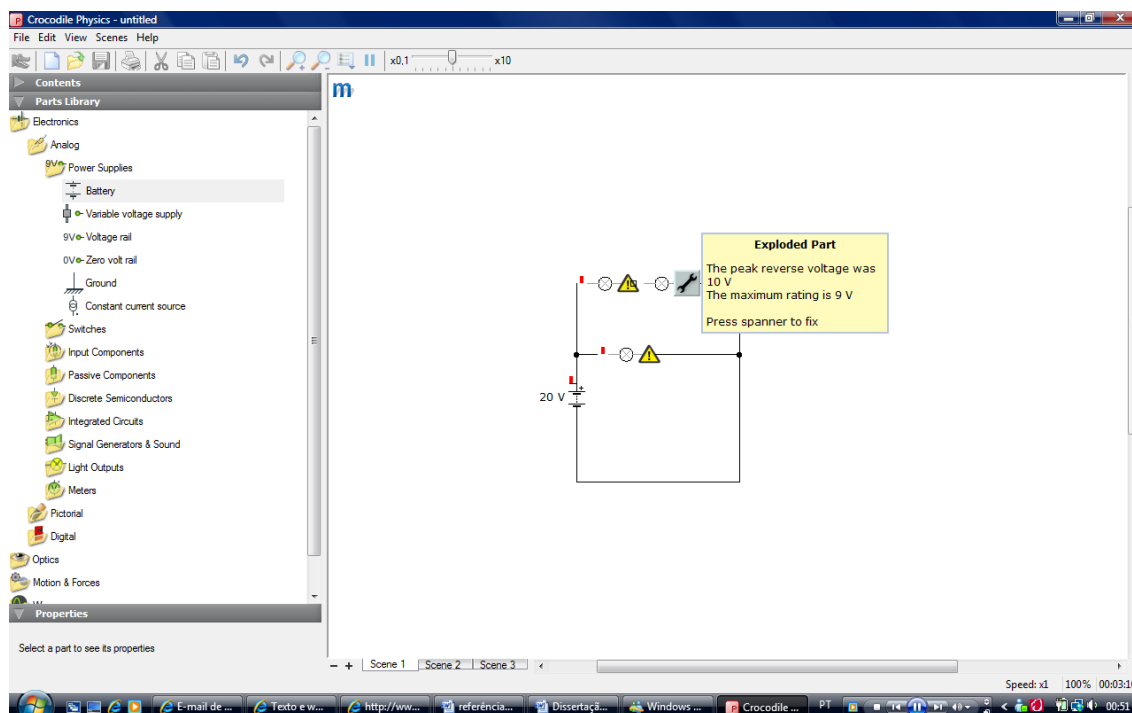 Crocodile Physics - untitled
File Edit View Scenes Help
x0,1 x10
Contents
Parts Library
Electronics
Analog
9V Power Supplies
Battery
Variable voltage supply
9V Voltage rail
0V Zero volt rail
Ground
Constant current source
Switches
Input Components
Passive Components
Discrete Semiconductors
Integrated Circuits
Signal Generators & Sound
Light Outputs
Meters
Pictorial
Digital
Optics
Motion & Forces
Properties
Select a part to see its properties
m
Exploded Part
The peak reverse voltage was
10 V
The maximum rating is 9 V
Press spanner to fix
20 V
Scene 1 Scene 2 Scene 3
Speed: x1 100%
E-mail de ... Texto e w... http://ww... referência... Dissertaçã... Windows ... Crocodile ... PT 00:51